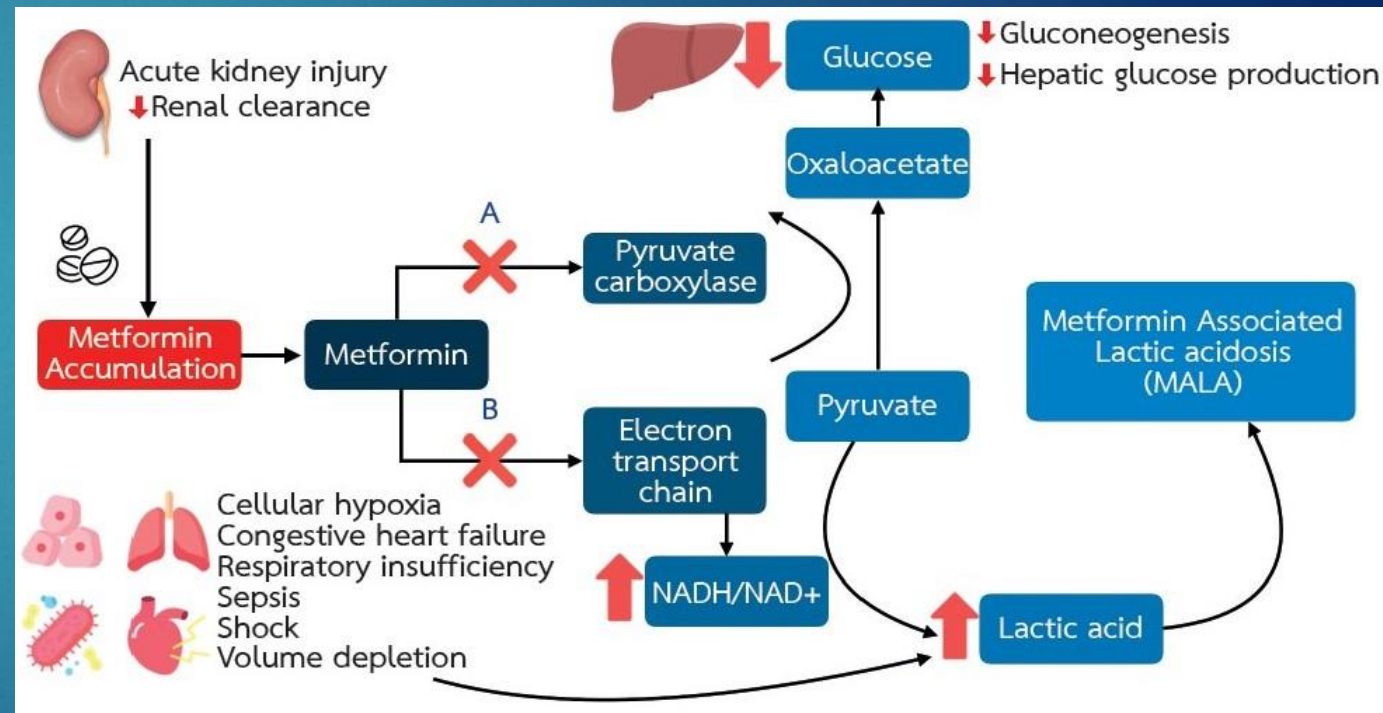 Acute kidney injury
Renal clearance
Glucose
Gluconeogenesis
Hepatic glucose production
Oxaloacetate
A
Pyruvate
carboxylase
Metformin
Accumulation
Metformin
Metformin Associated
Lactic acidosis
(MALA)
Pyruvate
B
Electron
transport
chain
Cellular hypoxia
Congestive heart failure
Respiratory insufficiency
Sepsis
Shock
Volume depletion
NADH/NAD+
Lactic acid